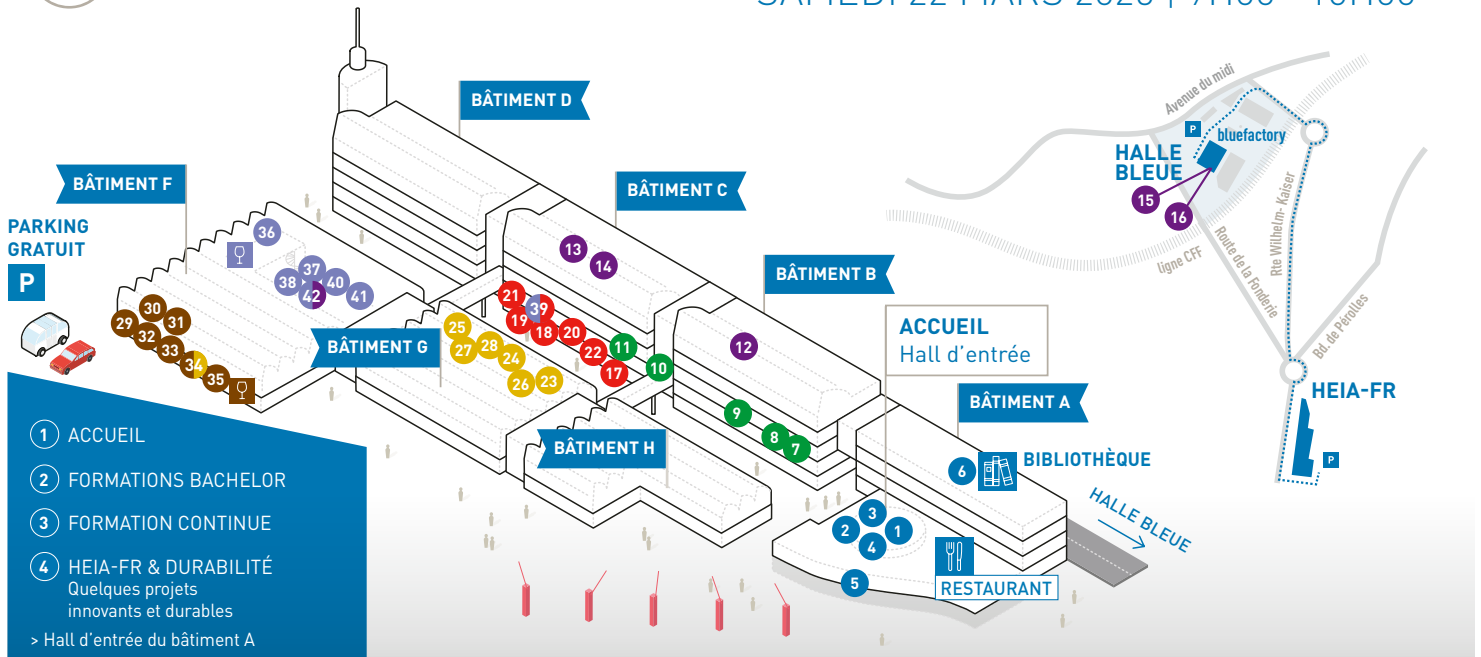 BÂTIMENT D
BÂTIMENT F
BÂTIMENT C
BÂTIMENT B
BÂTIMENT G
BÂTIMENT H
BÂTIMENT A
PARKING
GRATUIT
P
ACCUEIL
Hall d'entrée
BIBLIOTHÈQUE
RESTAURANT
HALLE BLEUE
36
37
38
40
42
41
30
29
31
32
33
34
35
25
27
28
24
26
23
21
39
19
18
20
22
17
11
10
13
14
12
9
8
7
6
3
2
1
4
5
1 ACCUEIL
2 FORMATIONS BACHELOR
3 FORMATION CONTINUE
4 HEIA-FR & DURABILITÉ
Quelques projets
innovants et durables
> Hall d'entrée du bâtiment A
Avenue du midi
P
bluefactory
HALLE
BLEUE
15
16
ligne CFF
Route de la Fonderie
Rte Wilhelm- Kaiser
Bd. de Pérolles
HEIA-FR
P